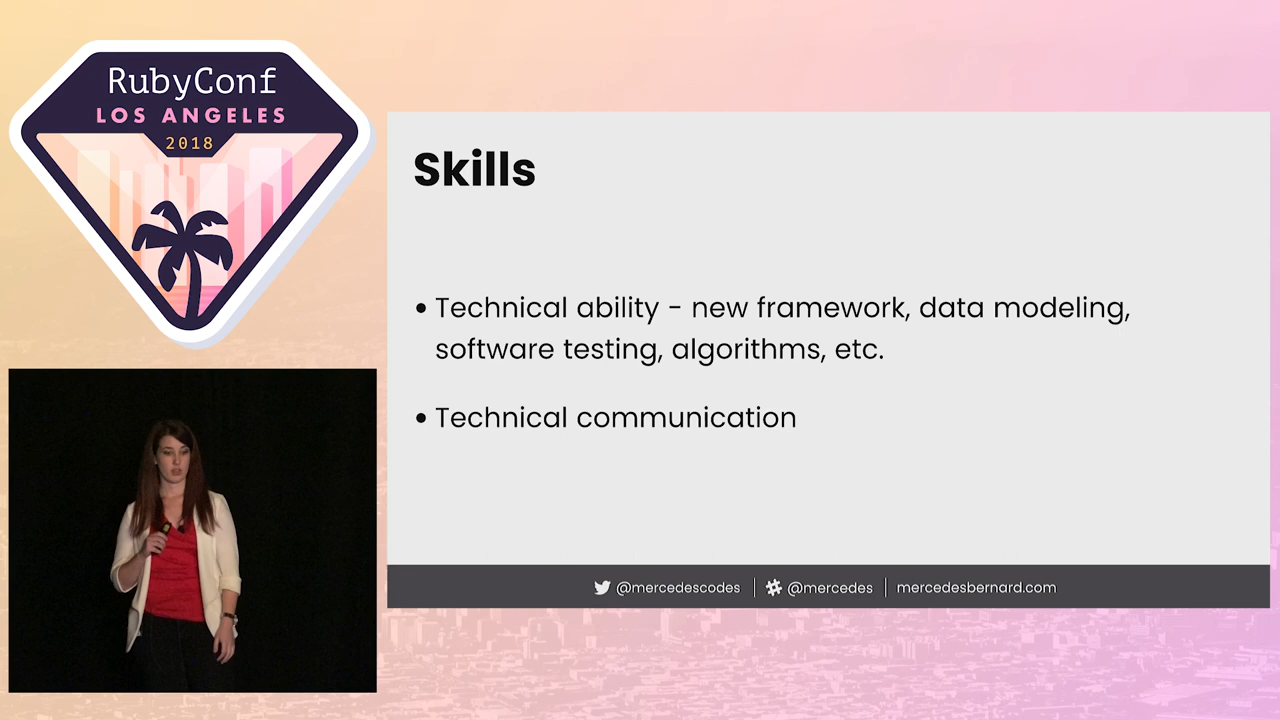 RubyConf
LOS ANGELES
2018
Skills
• Technical ability - new framework, data modeling,
software testing, algorithms, etc.
• Technical communication
@mercedescodes | @mercedes | mercedesbernard.com